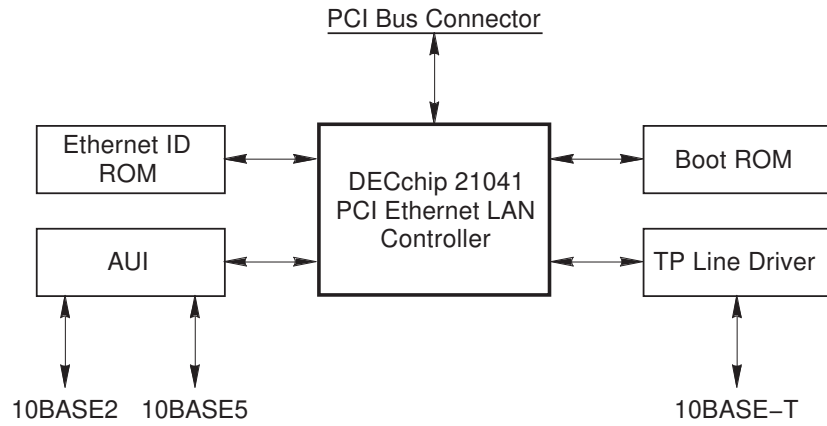 PCI Bus Connector
Ethernet ID
ROM
DECchip 21041
PCI Ethernet LAN
Controller
Boot ROM
AUI
TP Line Driver
10BASE2
10BASE5
10BASE−T